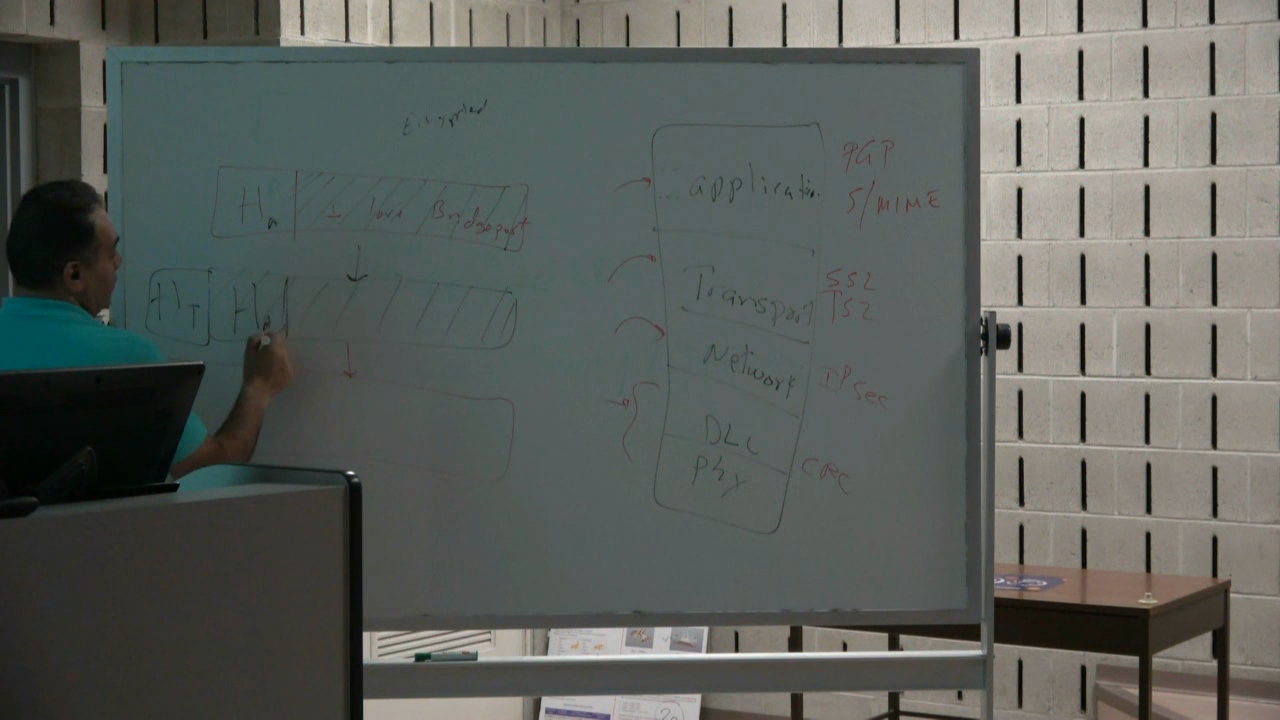 Encrypted
Ha I love Bridgeport
HT Ha
application
PGP
S/MIME
Transport
SSL
TSL
Network
IPsec
DLC
phy
CRC